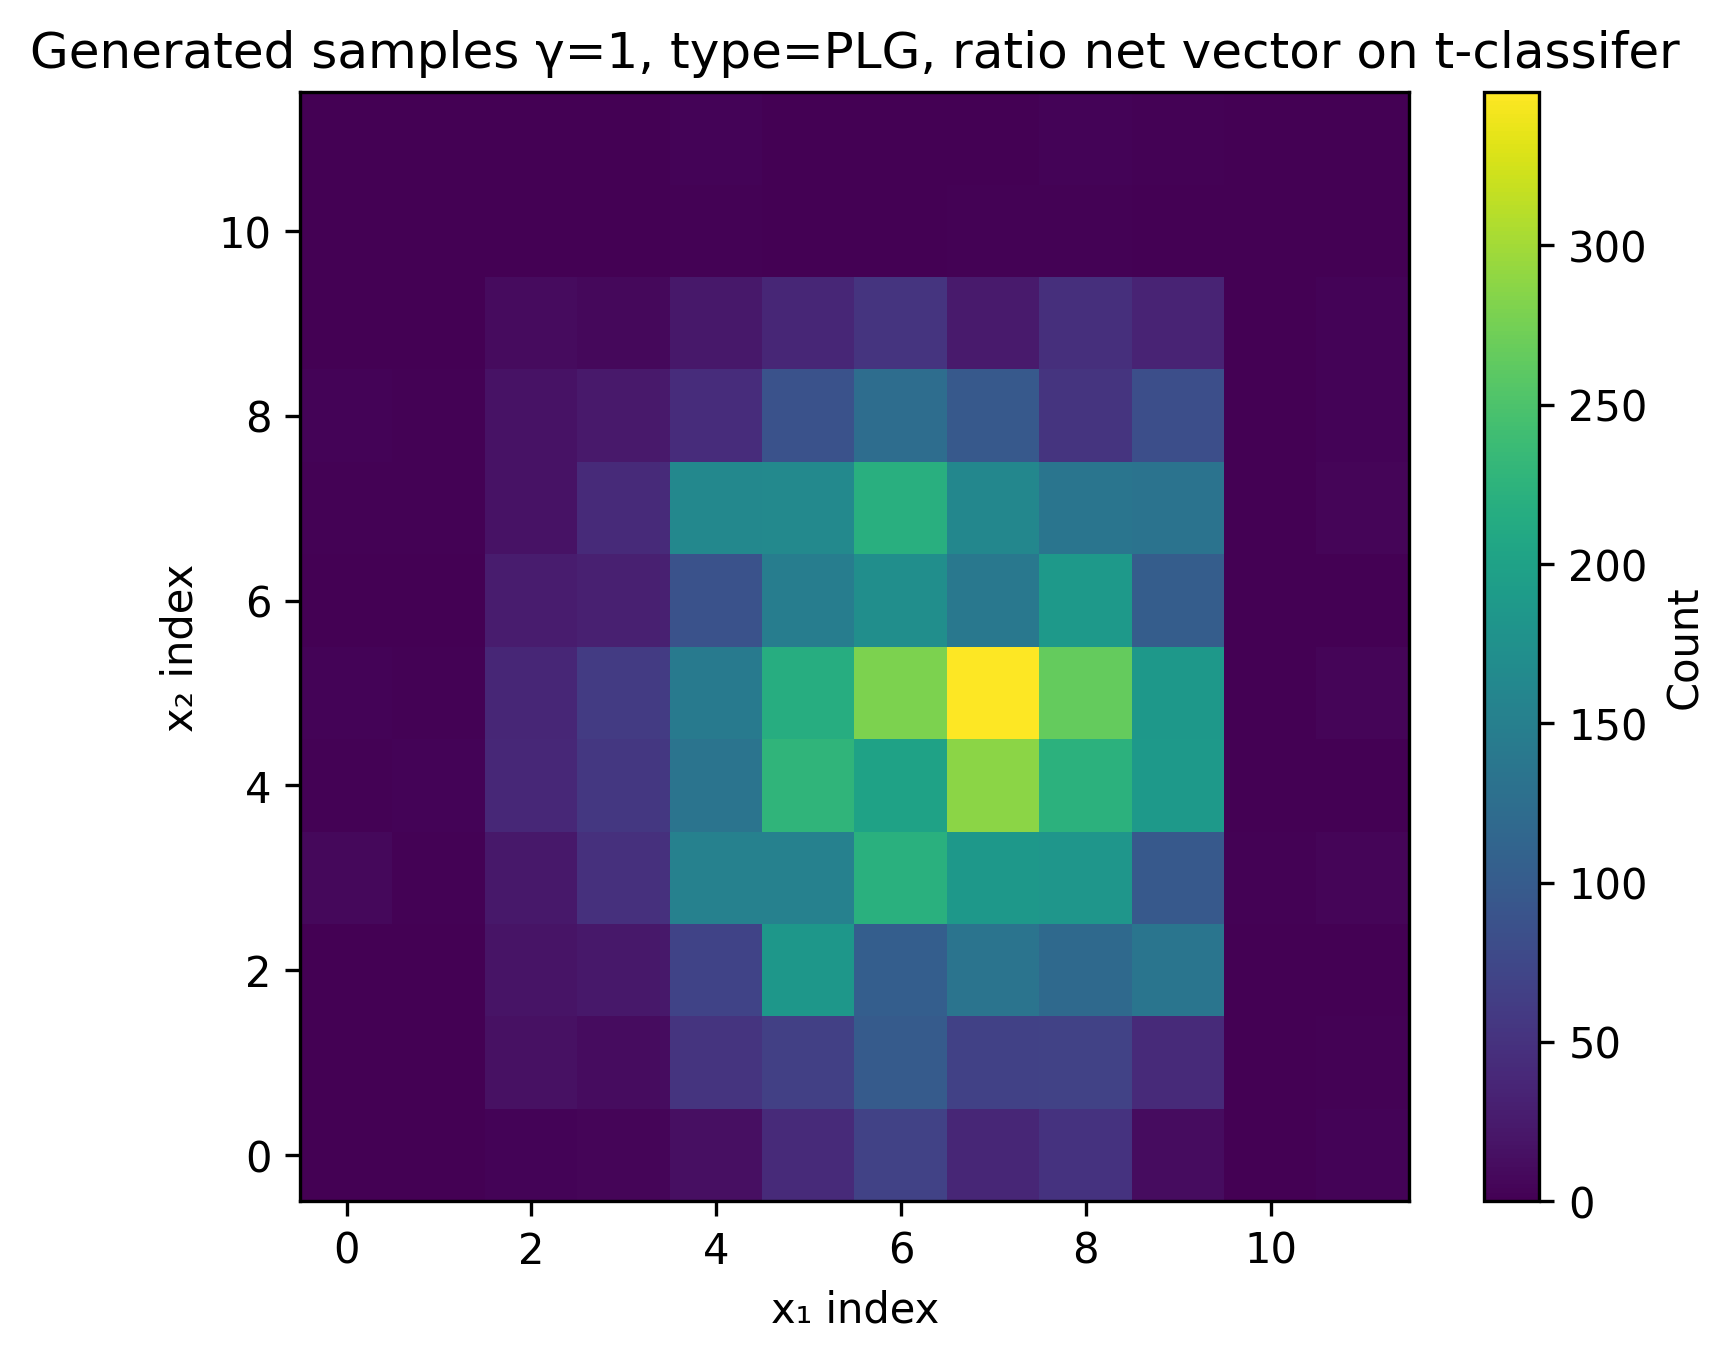 Generated samples γ=1, type=PLG, ratio net vector on t-classifer
10
8
6
4
2
0
x₂ index
0 2 4 6 8 10
x₁ index
300
250
200
150
100
50
0
Count